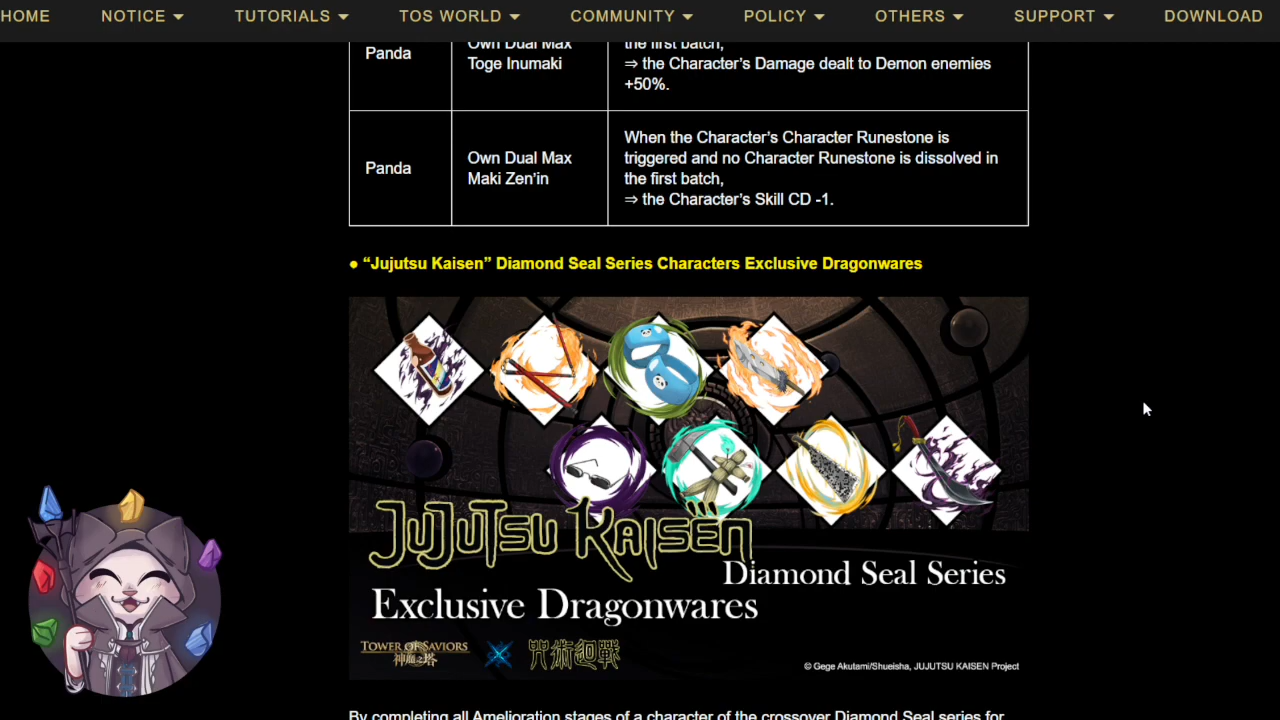 HOME NOTICE TUTORIALS TOS WORLD COMMUNITY POLICY OTHERS SUPPORT DOWNLOAD
Panda
Own Dual Max
Toge Inumaki
the first batch,
⇒ the Character's Damage dealt to Demon enemies
+50%.
Panda
Own Dual Max
Maki Zen'in
When the Character's Character Runestone is
triggered and no Character Runestone is dissolved in
the first batch,
⇒ the Character's Skill CD -1.
● “Jujutsu Kaisen” Diamond Seal Series Characters Exclusive Dragonwares
JUJUTSU KAISEN
Diamond Seal Series
Exclusive Dragonwares
TOWER OF SAVIORS
神魔之塔
呪術廻戦
© Gege Akutami/Shueisha, JUJUTSU KAISEN Project
By completing all Amelioration stages of a character of the crossover Diamond Seal series for